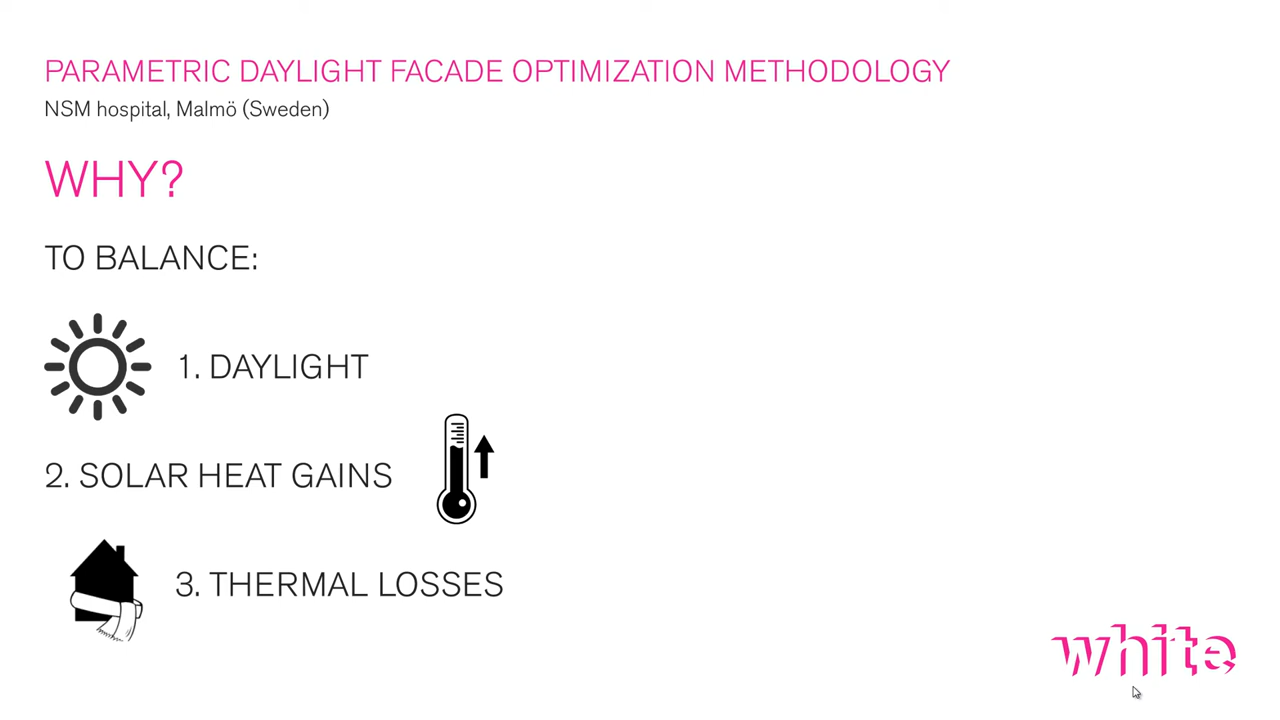 PARAMETRIC DAYLIGHT FACADE OPTIMIZATION METHODOLOGY
NSM hospital, Malmö (Sweden)
WHY?
TO BALANCE:
1. DAYLIGHT
2. SOLAR HEAT GAINS
3. THERMAL LOSSES
white